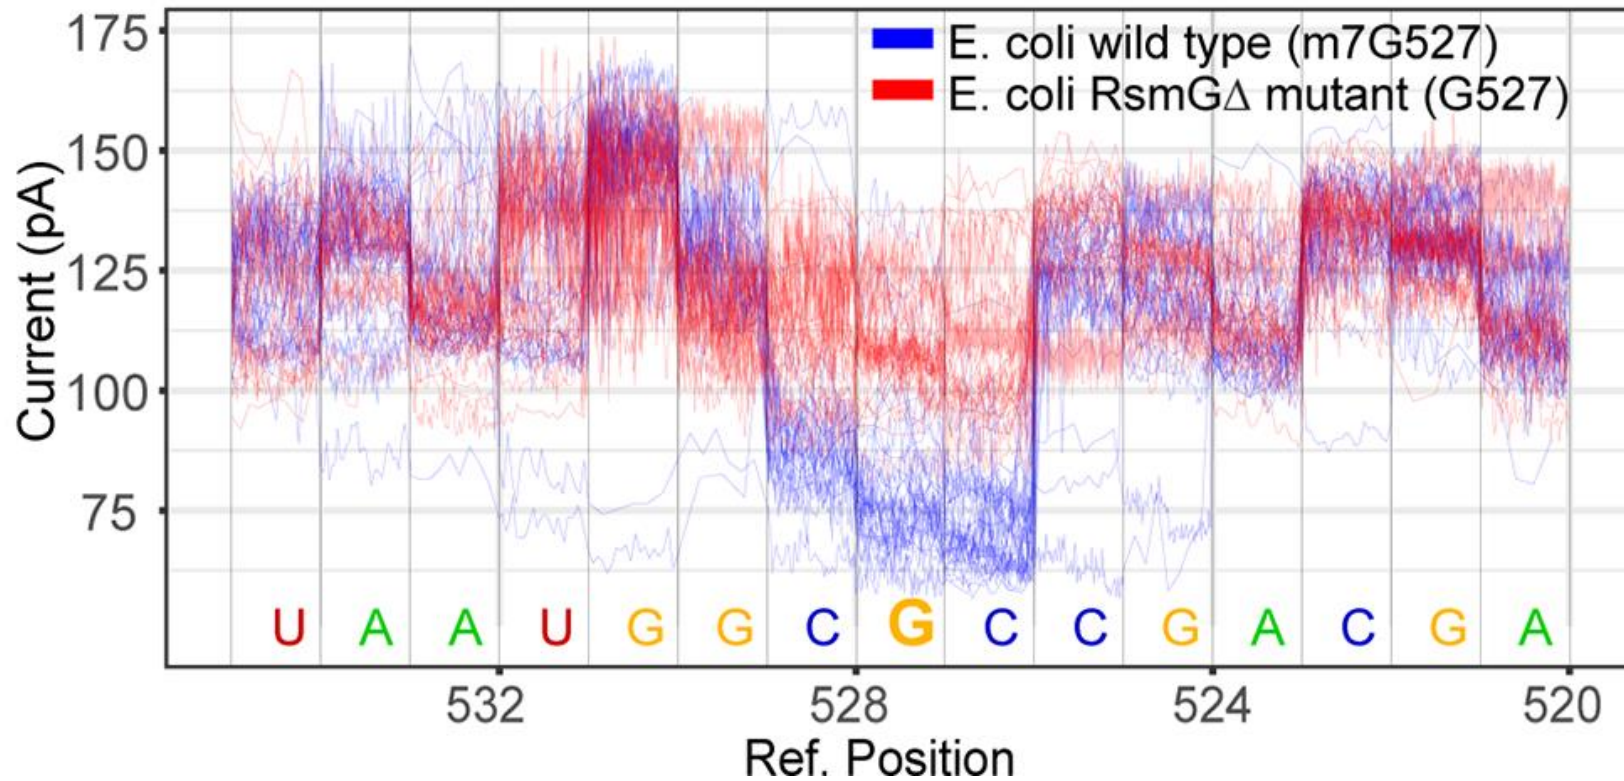 175
150
125
100
75
Current (pA)
E. coli wild type (m7G527)
E. coli RsmGΔ mutant (G527)
U A A U G G C G C C G A C G A
532 528 524 520
Ref. Position